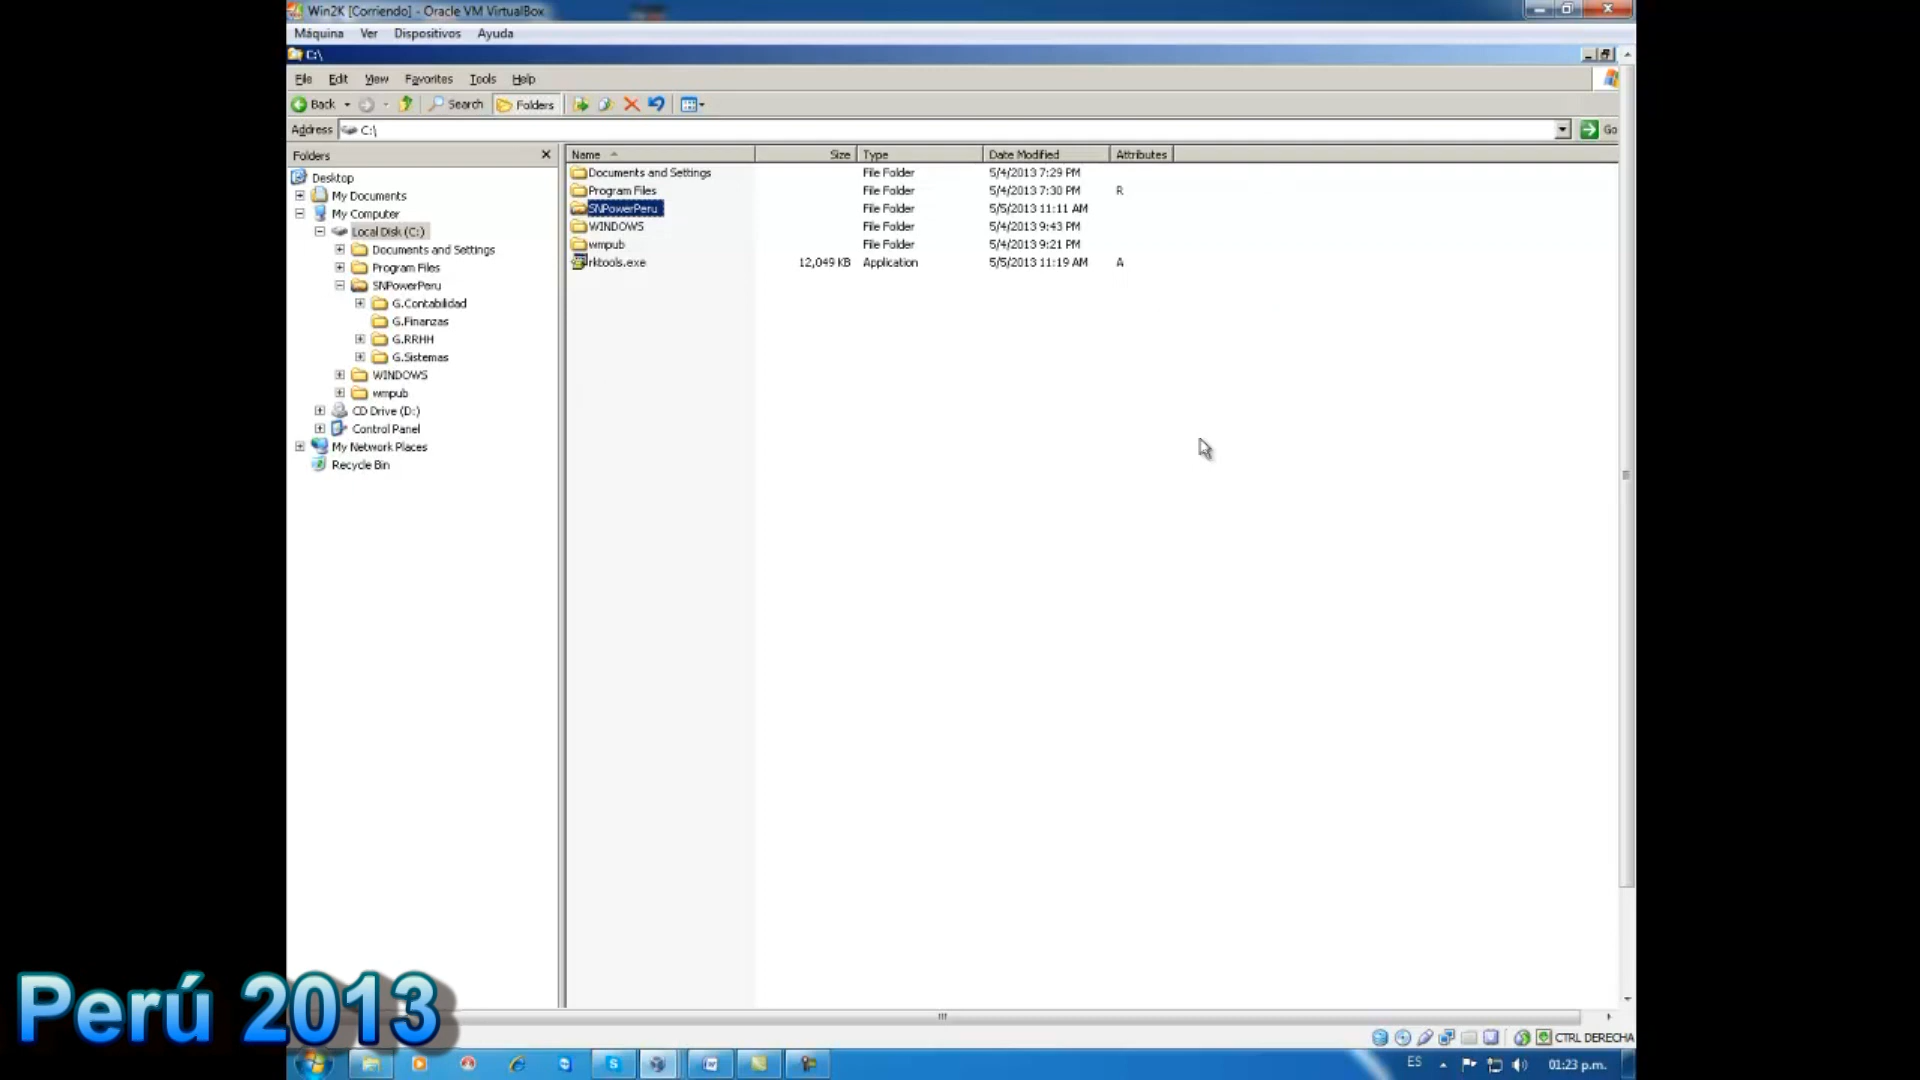 Win2K [Corriendo] - Oracle VM VirtualBox
Máquina Ver Dispositivos Ayuda
C:\
File Edit View Favorites Tools Help
Back Search Folders
Address C:\ Go
Folders
Desktop
My Documents
My Computer
Local Disk (C:)
Documents and Settings
Program Files
SNPowerPeru
G.Contabilidad
G.Finanzas
G.RRHH
G.Sistemas
WINDOWS
wmpub
CD Drive (D:)
Control Panel
My Network Places
Recycle Bin
Name Size Type Date Modified Attributes
Documents and Settings File Folder 5/4/2013 7:29 PM
Program Files File Folder 5/4/2013 7:30 PM R
SNPowerPeru File Folder 5/5/2013 11:11 AM
WINDOWS File Folder 5/4/2013 9:43 PM
wmpub File Folder 5/4/2013 9:21 PM
rktools.exe 12,049 KB Application 5/5/2013 11:19 AM A
Perú 2013
CTRL DERECHA
ES 01:23 p.m.